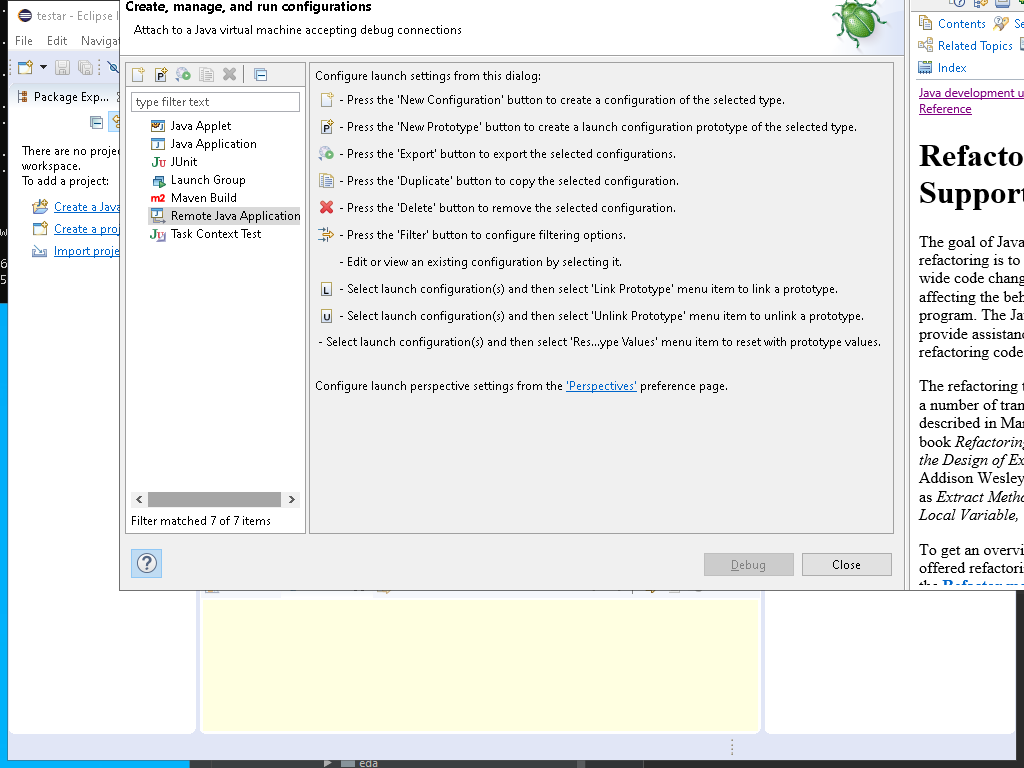 testar - Eclipse I
File Edit Navigat
Package Exp...
There are no projec
workspace.
To add a project:
Create a Java
Create a proj
Import proje
Create, manage, and run configurations
Attach to a Java virtual machine accepting debug connections
type filter text
Java Applet
Java Application
JUnit
Launch Group
Maven Build
Remote Java Application
Task Context Test
Filter matched 7 of 7 items
Configure launch settings from this dialog:
- Press the 'New Configuration' button to create a configuration of the selected type.
- Press the 'New Prototype' button to create a launch configuration prototype of the selected type.
- Press the 'Export' button to export the selected configurations.
- Press the 'Duplicate' button to copy the selected configuration.
- Press the 'Delete' button to remove the selected configuration.
- Press the 'Filter' button to configure filtering options.
- Edit or view an existing configuration by selecting it.
- Select launch configuration(s) and then select 'Link Prototype' menu item to link a prototype.
- Select launch configuration(s) and then select 'Unlink Prototype' menu item to unlink a prototype.
- Select launch configuration(s) and then select 'Res...ype Values' menu item to reset with prototype values.
Configure launch perspective settings from the 'Perspectives' preference page.
Debug
Close
Contents Se
Related Topics
Index
Java development u
Reference
Refacto
Support
The goal of Java
refactoring is to
wide code chang
affecting the beh
program. The Ja
provide assistanc
refactoring code
The refactoring t
a number of tran
described in Mar
book Refactoring
the Design of Ex
Addison Wesley
as Extract Metho
Local Variable,
To get an overvi
offered refactori
eda